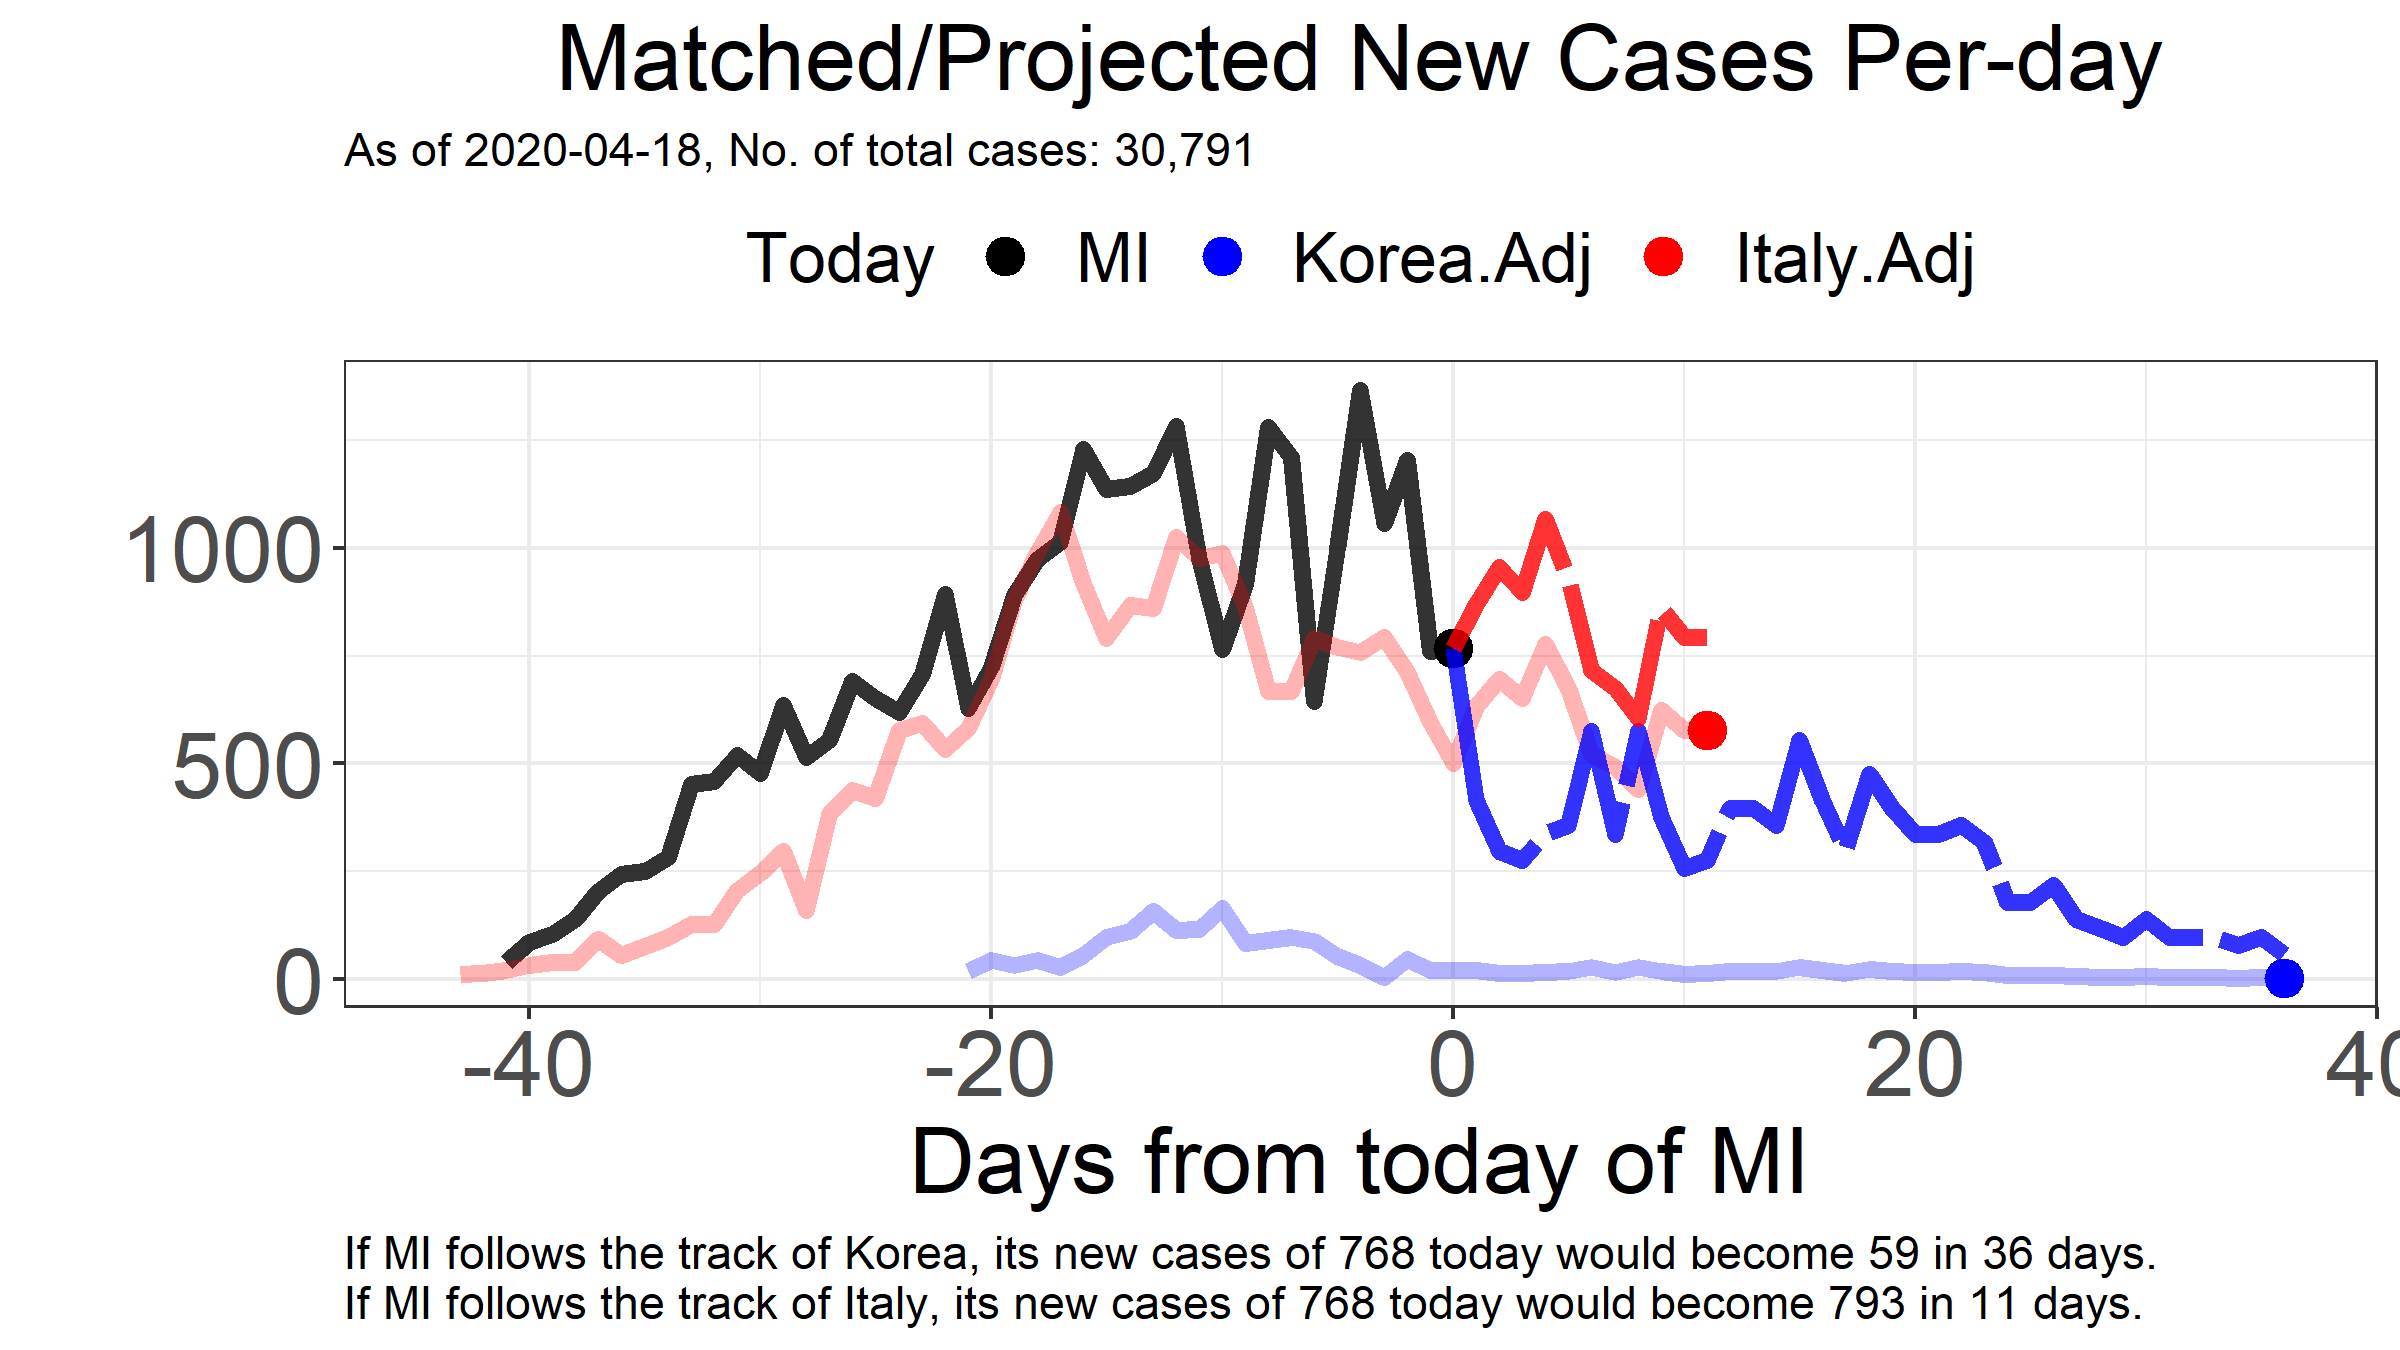 Matched/Projected New Cases Per-day
As of 2020-04-18, No. of total cases: 30,791
Today MI Korea.Adj Italy.Adj
1000
500
0
-40 -20 0 20 40
Days from today of MI
If MI follows the track of Korea, its new cases of 768 today would become 59 in 36 days.
If MI follows the track of Italy, its new cases of 768 today would become 793 in 11 days.